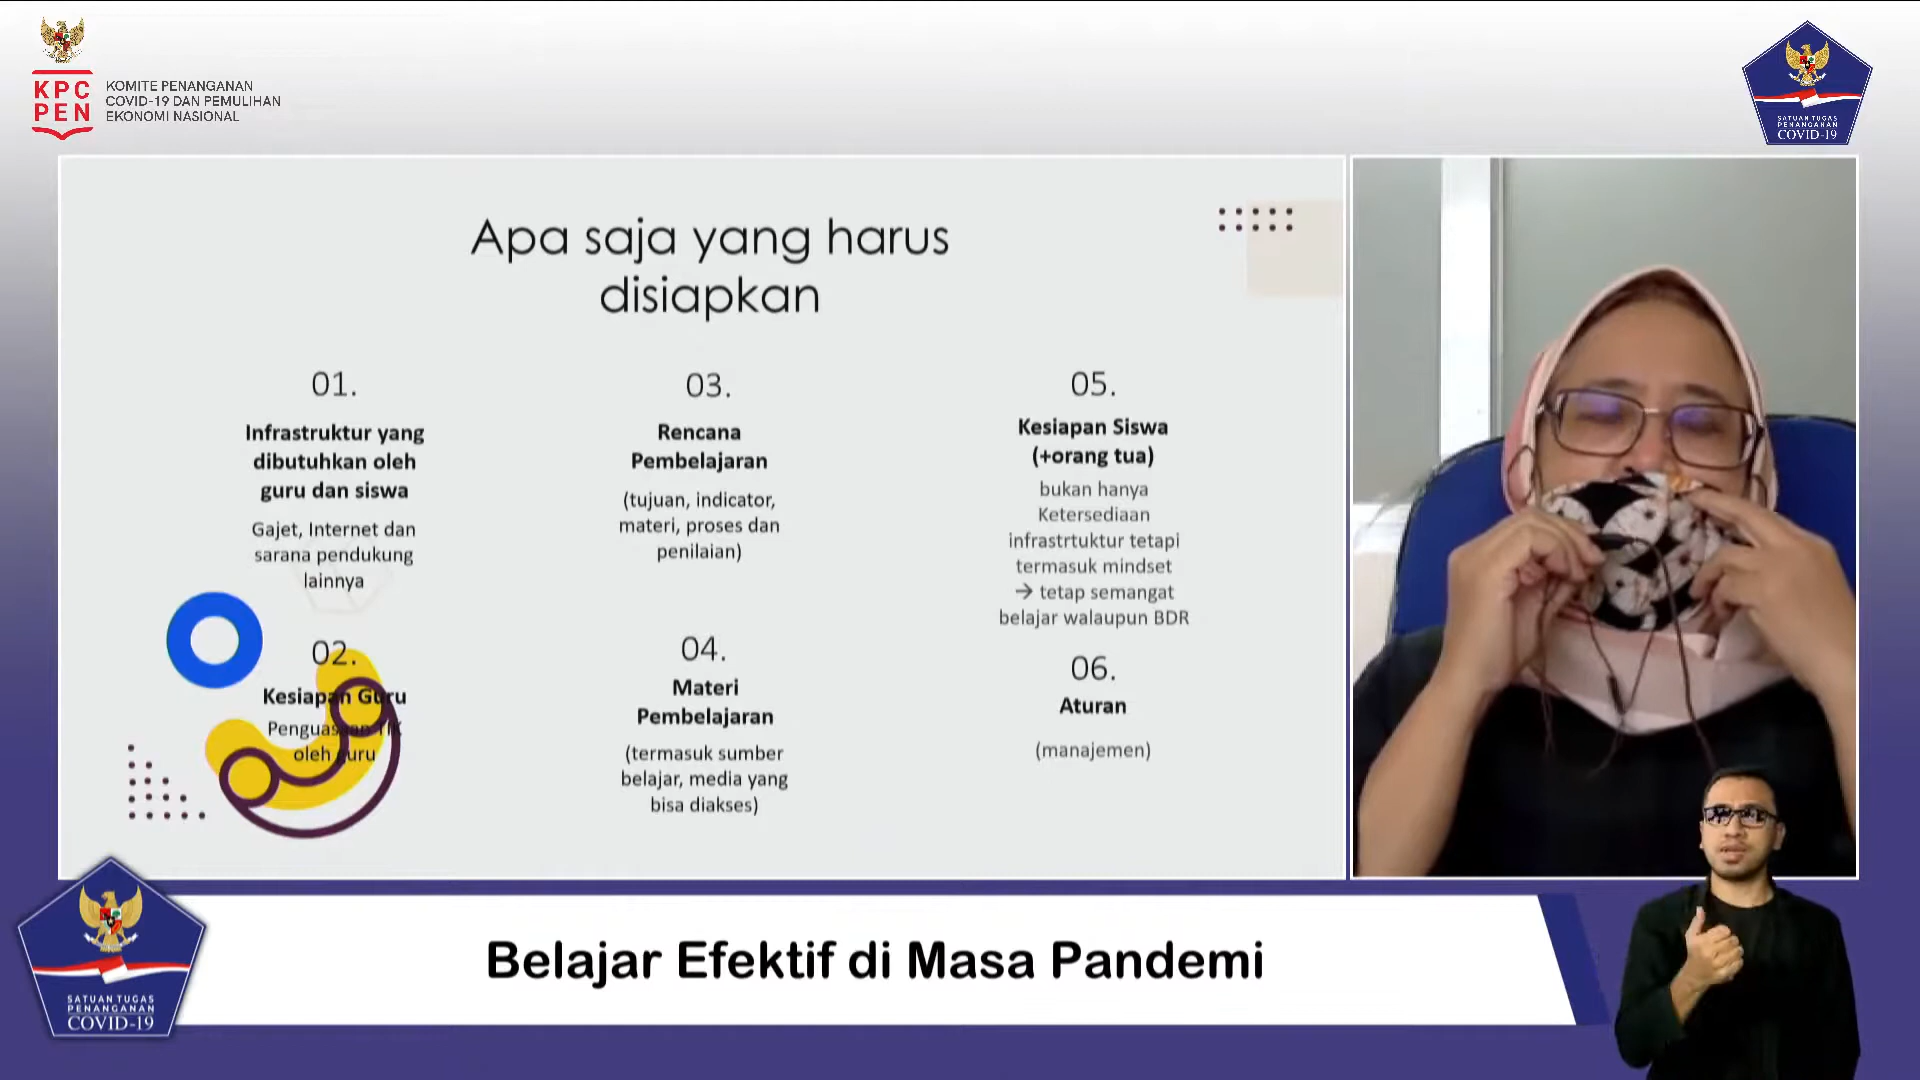 KPC
PEN
KOMITE PENANGANAN
COVID-19 DAN PEMULIHAN
EKONOMI NASIONAL
SATUAN TUGAS
PENANGANAN
COVID-19
Apa saja yang harus
disiapkan
01.
Infrastruktur yang
dibutuhkan oleh
guru dan siswa
Gajet, Internet dan
sarana pendukung
lainnya
02.
Kesiapan Guru
Penguasaan TIK
oleh guru
03.
Rencana
Pembelajaran
(tujuan, indicator,
materi, proses dan
penilaian)
04.
Materi
Pembelajaran
(termasuk sumber
belajar, media yang
bisa diakses)
05.
Kesiapan Siswa
(+orang tua)
bukan hanya
Ketersediaan
infrastrtuktur tetapi
termasuk mindset
→ tetap semangat
belajar walaupun BDR
06.
Aturan
(manajemen)
SATUAN TUGAS
PENANGANAN
COVID-19
Belajar Efektif di Masa Pandemi